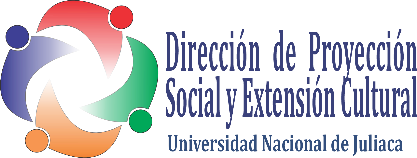 Dirección de Proyección
Social y Extensión Cultural
Universidad Nacional de Juliaca